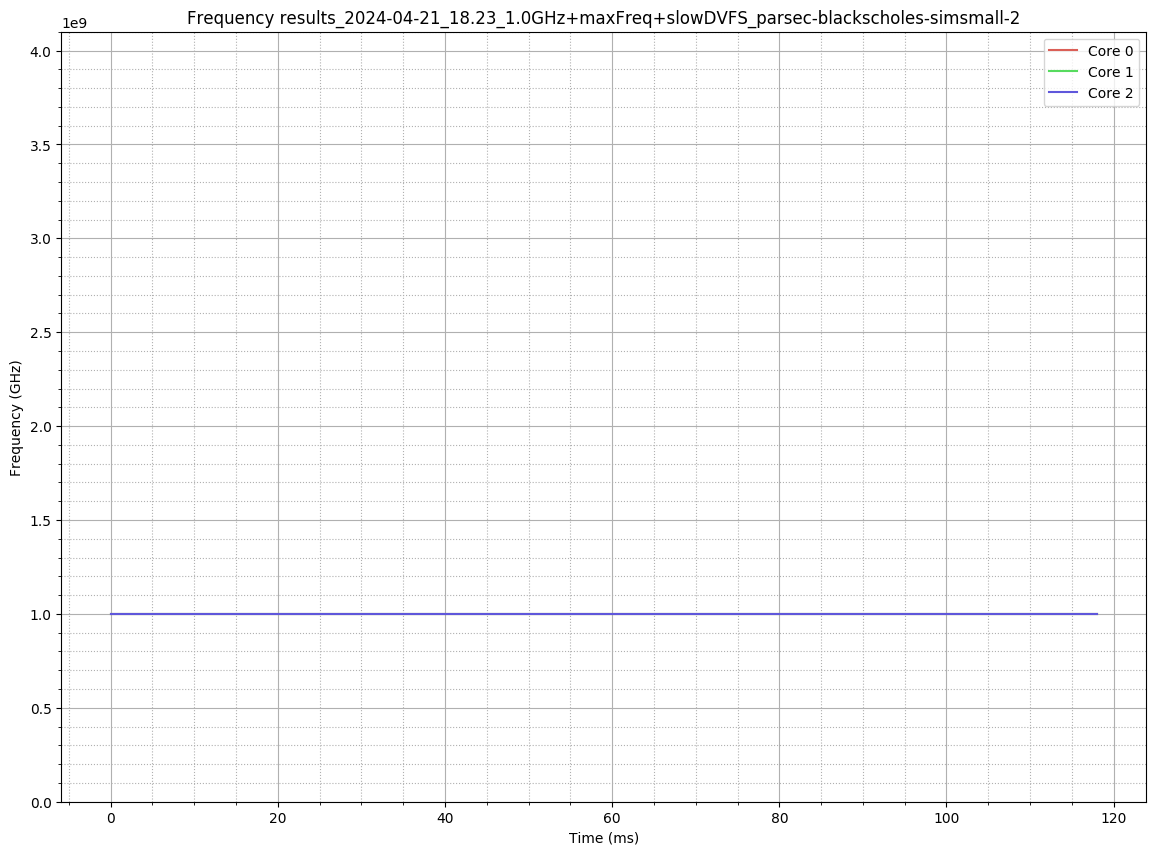 Frequency results_2024-04-21_18.23_1.0GHz+maxFreq+slowDVFS_parsec-blackscholes-simsmall-2
1e9
4.0
3.5
3.0
2.5
2.0
1.5
1.0
0.5
0.0
Frequency (GHz)
Core 0
Core 1
Core 2
0 20 40 60 80 100 120
Time (ms)